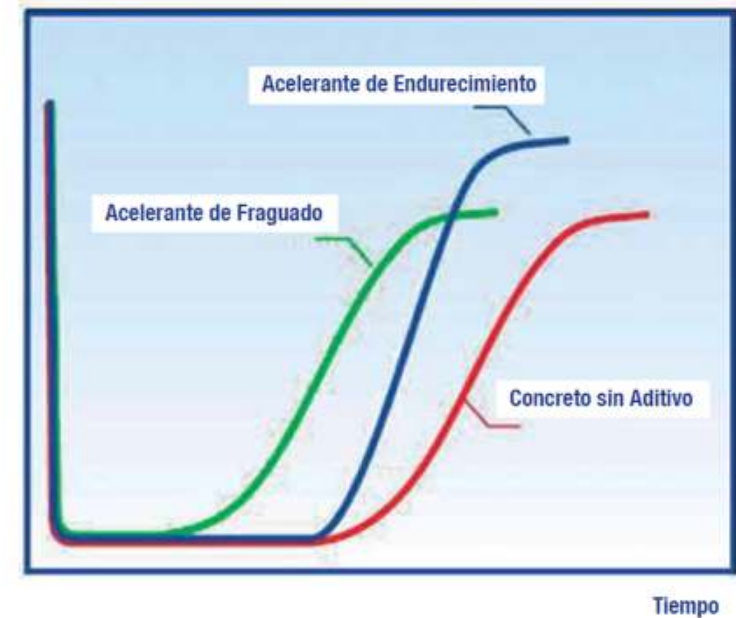 Acelerante de Endurecimiento
Acelerante de Fraguado
Concreto sin Aditivo
Tiempo